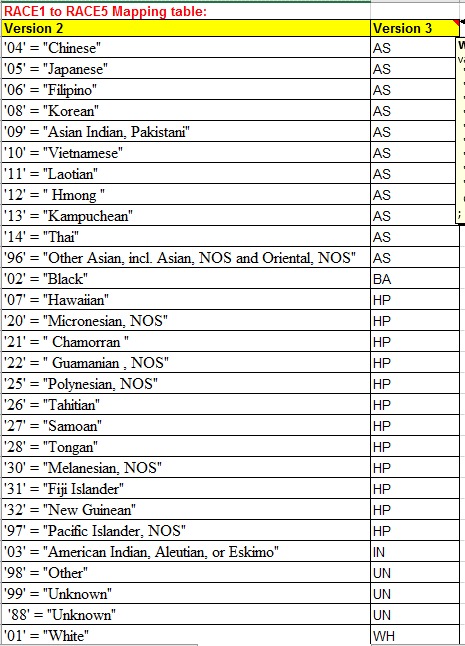 RACE1 to RACE5 Mapping table:
Version 2 Version 3
'04' = "Chinese" AS
'05' = "Japanese" AS
'06' = "Filipino" AS
'08' = "Korean" AS
'09' = "Asian Indian, Pakistani" AS
'10' = "Vietnamese" AS
'11' = "Laotian" AS
'12' = " Hmong " AS
'13' = "Kampuchean" AS
'14' = "Thai" AS
'96' = "Other Asian, incl. Asian, NOS and Oriental, NOS" AS
'02' = "Black" BA
'07' = "Hawaiian" HP
'20' = "Micronesian, NOS" HP
'21' = " Chamorran " HP
'22' = " Guamanian , NOS" HP
'25' = "Polynesian, NOS" HP
'26' = "Tahitian" HP
'27' = "Samoan" HP
'28' = "Tongan" HP
'30' = "Melanesian, NOS" HP
'31' = "Fiji Islander" HP
'32' = "New Guinean" HP
'97' = "Pacific Islander, NOS" HP
'03' = "American Indian, Aleutian, or Eskimo" IN
'98' = "Other" UN
'99' = "Unknown" UN
'88' = "Unknown" UN
'01' = "White" WH